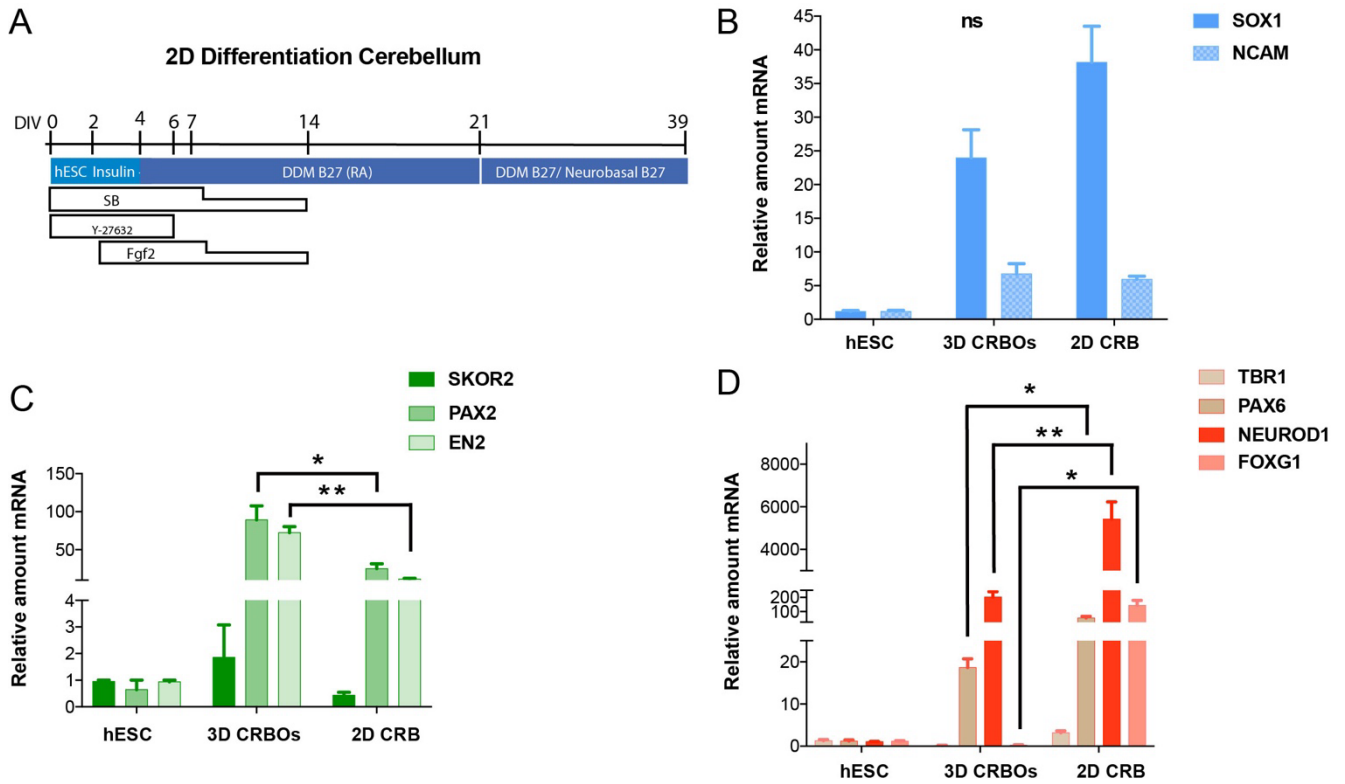 A
2D Differentiation Cerebellum
DIV 0 2 4 6 7 14 21 39
hESC Insulin DDM B27 (RA) DDM B27/ Neurobasal B27
SB
Y-27632
Fgf2
B
ns
SOX1
NCAM
Relative amount mRNA
45
40
35
30
25
20
15
10
5
0
hESC 3D CRBOs 2D CRB
C
SKOR2
PAX2
EN2
*
**
Relative amount mRNA
150
100
50
4
3
2
1
0
hESC 3D CRBOs 2D CRB
D
TBR1
PAX6
NEUROD1
FOXG1
*
**
*
Relative amount mRNA
8000
6000
4000
200
100
20
10
0
hESC 3D CRBOs 2D CRB